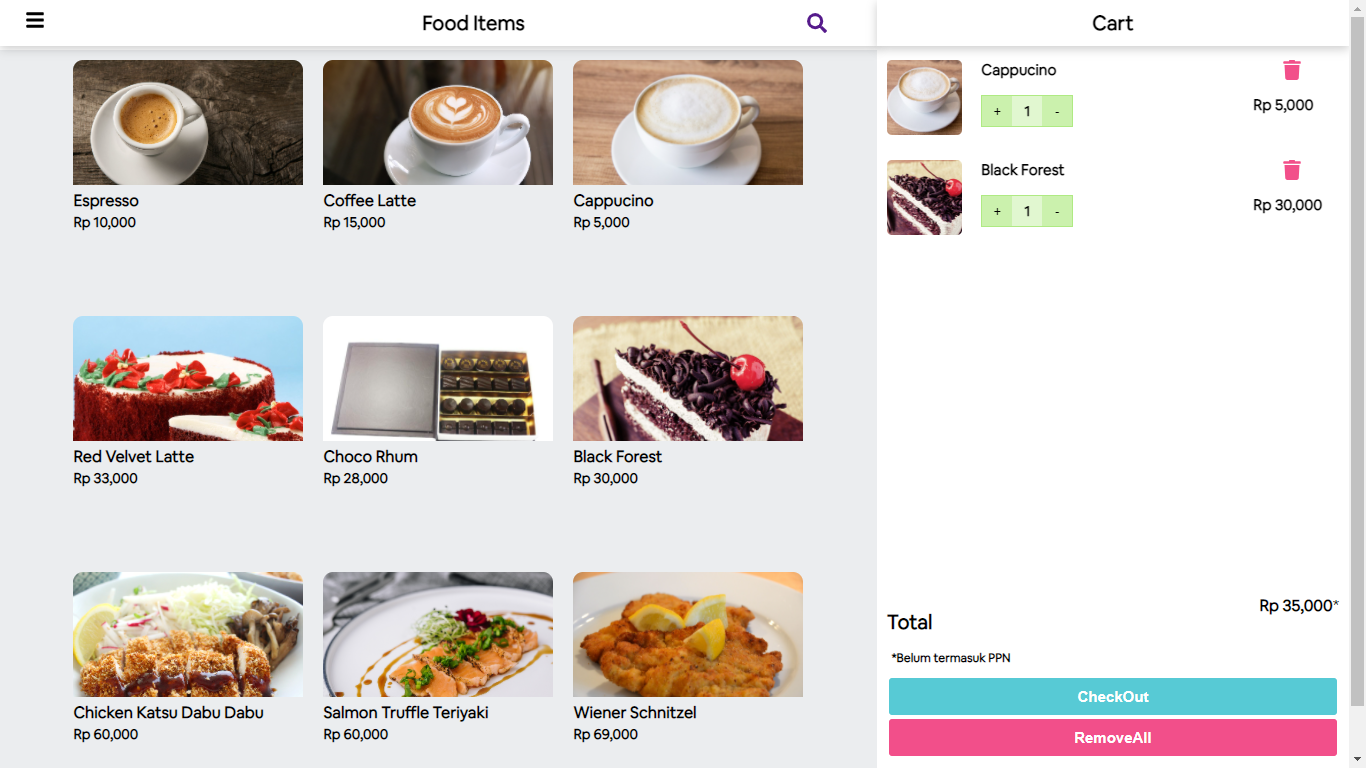 Food Items
Espresso
Rp 10,000
Coffee Latte
Rp 15,000
Cappucino
Rp 5,000
Red Velvet Latte
Rp 33,000
Choco Rhum
Rp 28,000
Black Forest
Rp 30,000
Chicken Katsu Dabu Dabu
Rp 60,000
Salmon Truffle Teriyaki
Rp 60,000
Wiener Schnitzel
Rp 69,000
Cart
Cappucino
+ 1 -
Rp 5,000
Black Forest
+ 1 -
Rp 30,000
Total
Rp 35,000*
*Belum termasuk PPN
CheckOut
RemoveAll